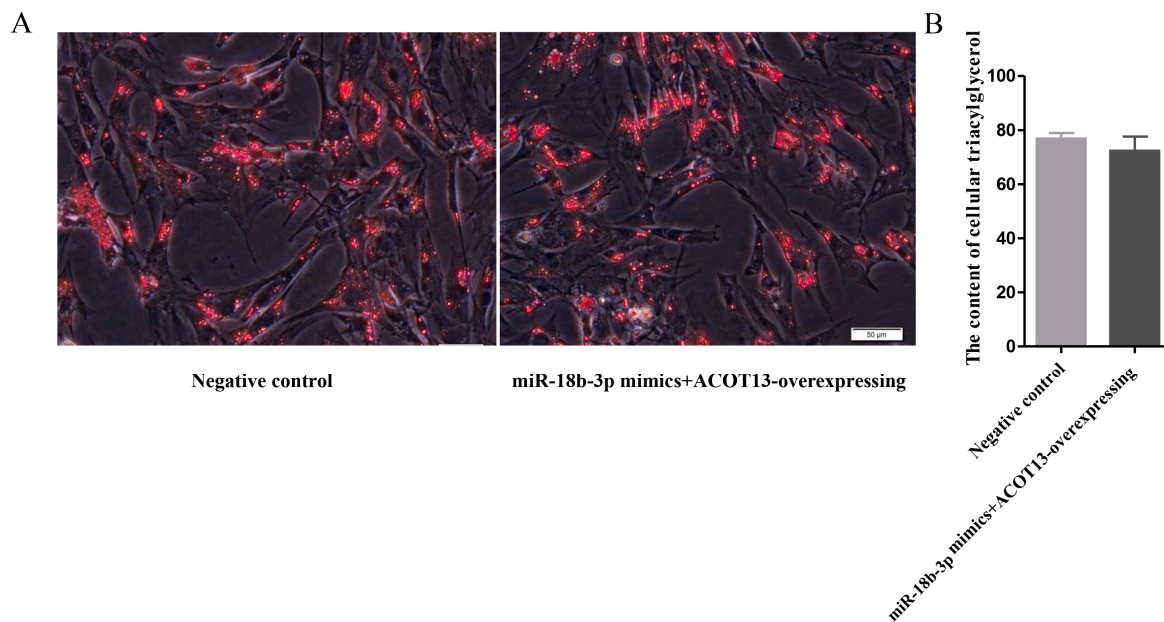 A
B
50 µm
Negative control
miR-18b-3p mimics+ACOT13-overexpressing
The content of cellular triacylglycerol
100
80
60
40
20
0
Negative control
miR-18b-3p mimics+ACOT13-overexpressing